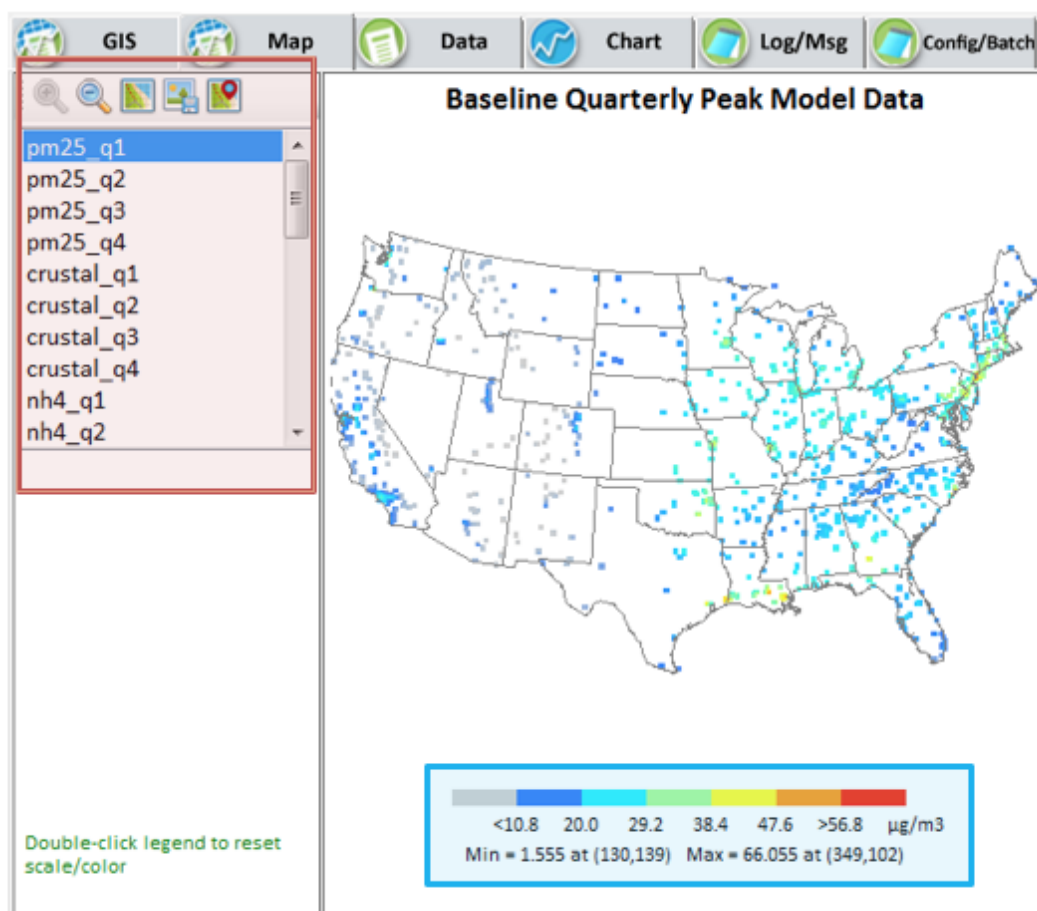 GIS Map Data Chart Log/Msg Config/Batch
Baseline Quarterly Peak Model Data
pm25_q1
pm25_q2
pm25_q3
pm25_q4
crustal_q1
crustal_q2
crustal_q3
crustal_q4
nh4_q1
nh4_q2
<10.8 20.0 29.2 38.4 47.6 >56.8 µg/m3
Min = 1.555 at (130,139) Max = 66.055 at (349,102)
Double-click legend to reset
scale/color